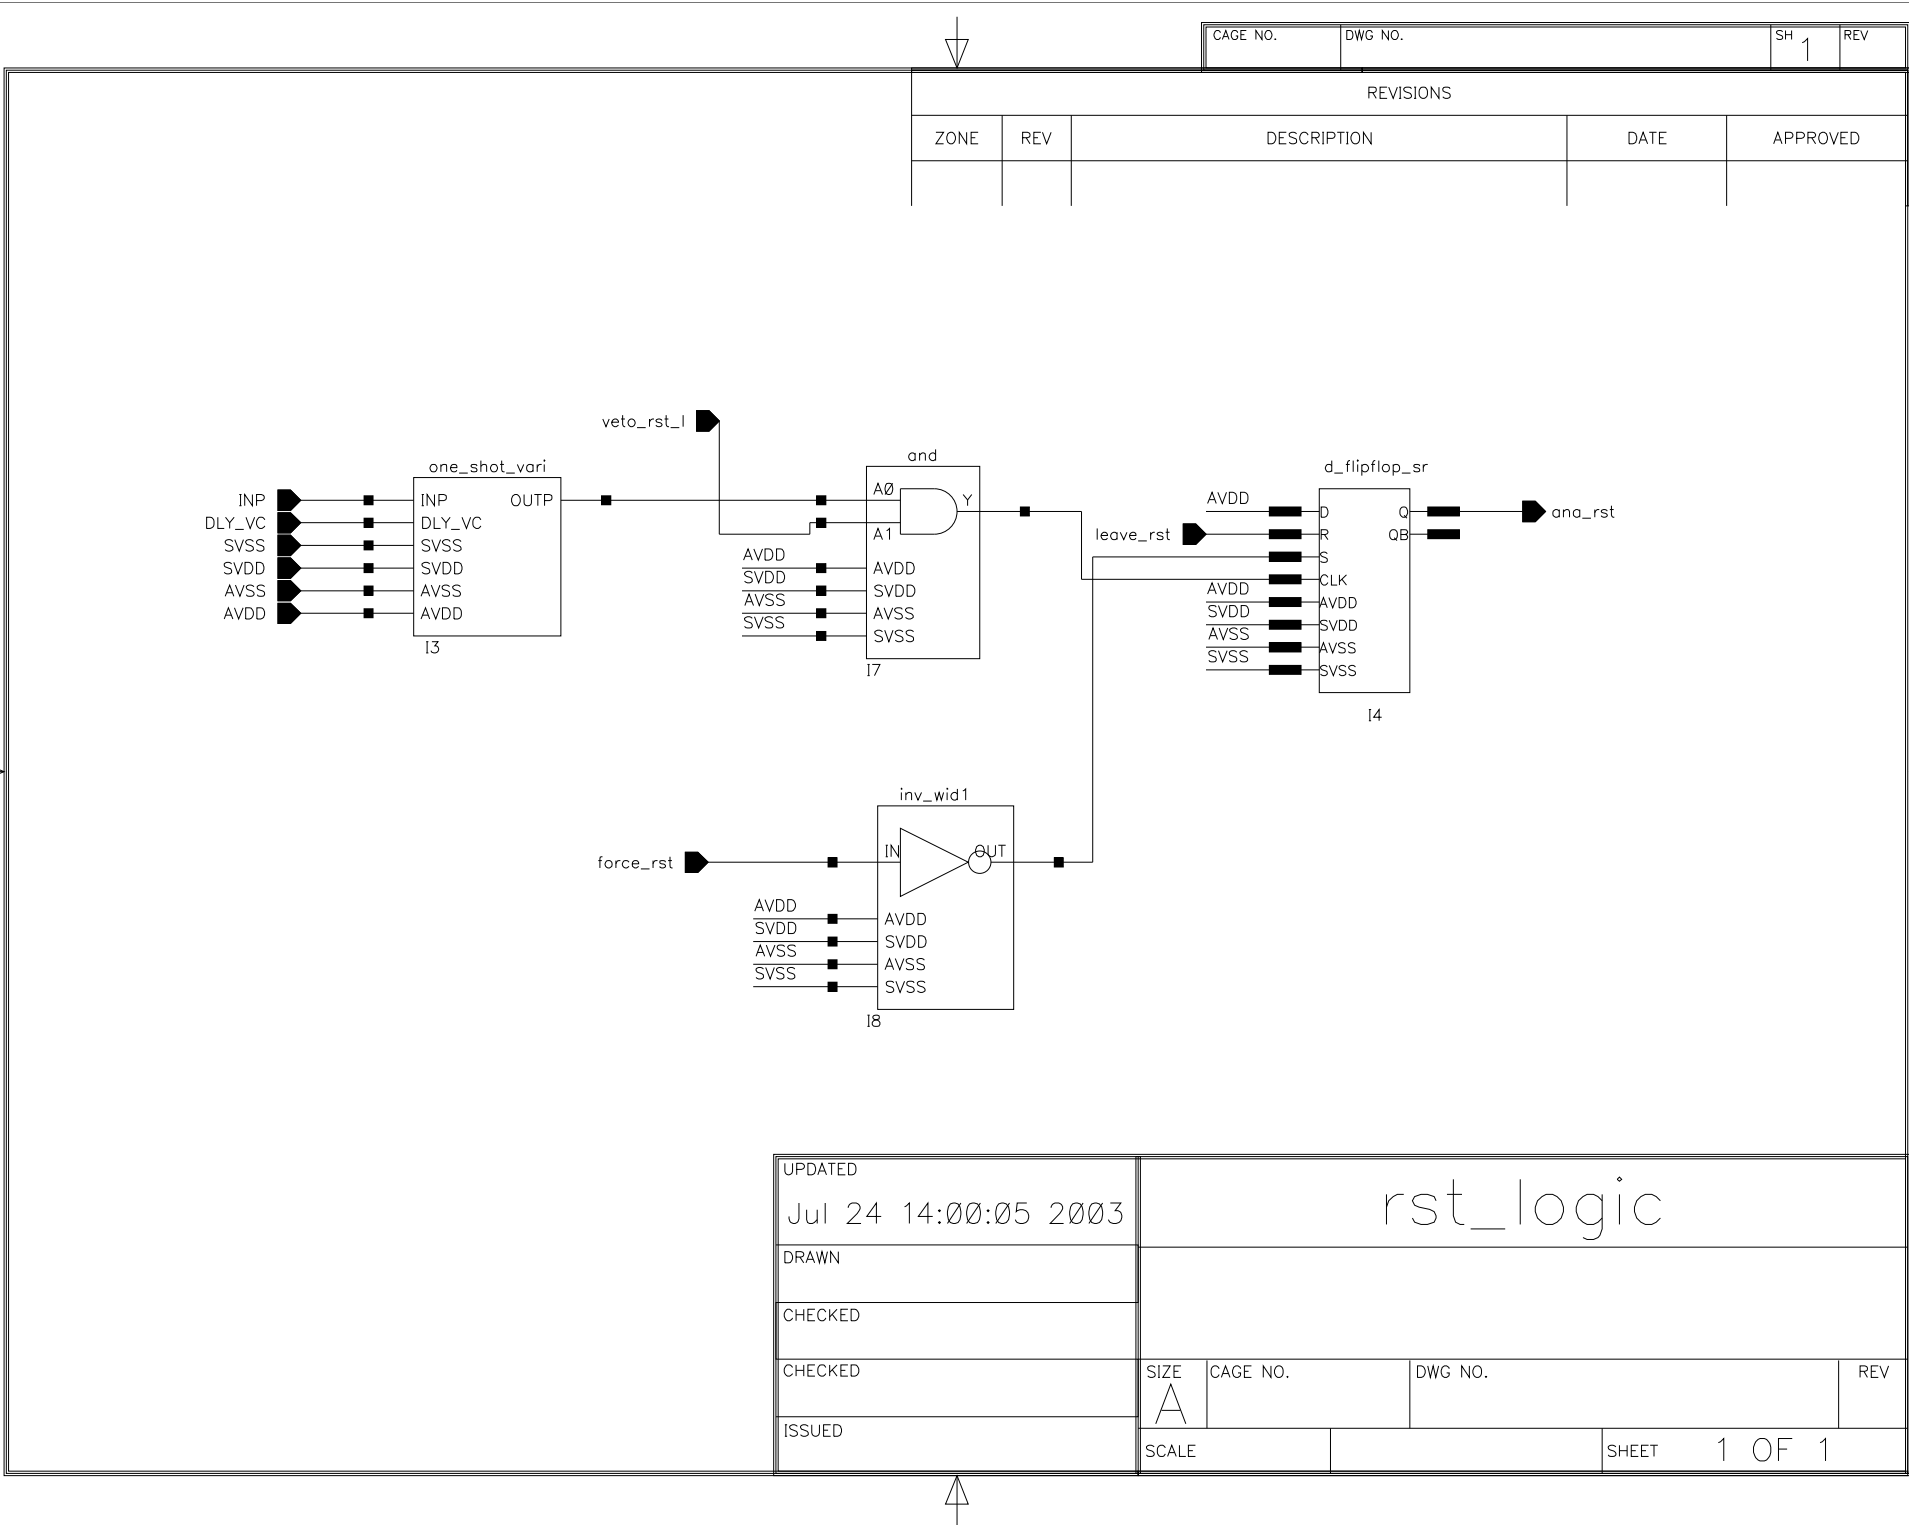 CAGE NO. DWG NO. SH 1 REV
REVISIONS
ZONE REV DESCRIPTION DATE APPROVED
veto_rst_l
one_shot_vari
INP
DLY_VC
SVSS
SVDD
AVSS
AVDD
INP OUTP
DLY_VC
SVSS
SVDD
AVSS
AVDD
I3
and
AØ
Y
A1
AVDD
SVDD
AVSS
SVSS
AVDD
SVDD
AVSS
SVSS
I7
d_flipflop_sr
AVDD
leave_rst
AVDD
SVDD
AVSS
SVSS
D Q
R QB
S
CLK
AVDD
SVDD
AVSS
SVSS
ana_rst
I4
inv_wid1
force_rst
IN OUT
AVDD
SVDD
AVSS
SVSS
AVDD
SVDD
AVSS
SVSS
I8
UPDATED
Jul 24 14:ØØ:Ø5 2ØØ3
DRAWN
CHECKED
CHECKED
ISSUED
rst_logic
SIZE CAGE NO. DWG NO. REV
A
SCALE SHEET 1 OF 1